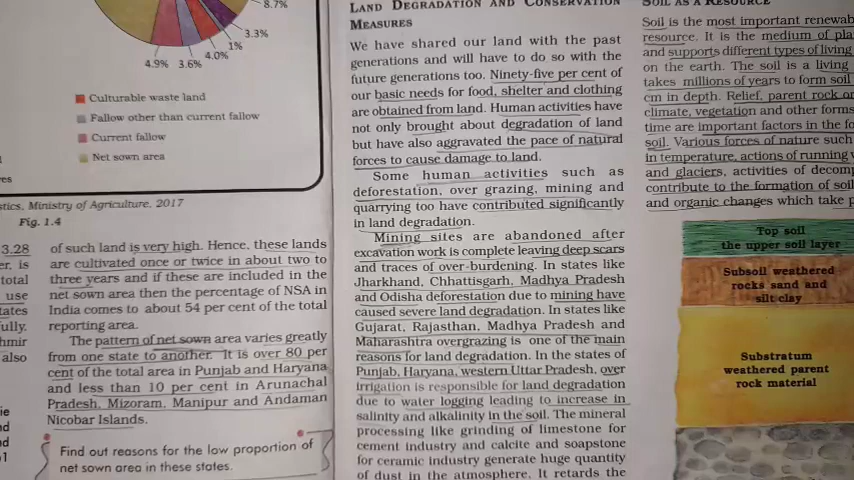 8.7%
3.3%
1%
4.0%
3.6%
4.9%
Culturable waste land
Fallow other than current fallow
Current fallow
Net sown area
res
stics, Ministry of Agriculture, 2017
Fig. 1.4
3.28
er, is
total
use
tates
ully.
hmir
also
of such land is very high. Hence, these lands
are cultivated once or twice in about two to
three years and if these are included in the
net sown area then the percentage of NSA in
India comes to about 54 per cent of the total
reporting area.
The pattern of net sown area varies greatly
from one state to another. It is over 80 per
cent of the total area in Punjab and Haryana
and less than 10 per cent in Arunachal
Pradesh, Mizoram, Manipur and Andaman
Nicobar Islands.
Find out reasons for the low proportion of
net sown area in these states.
LAND DEGRADATION AND CONSERVATION
MEASURES
We have shared our land with the past
generations and will have to do so with the
future generations too. Ninety-five per cent of
our basic needs for food, shelter and clothing
are obtained from land. Human activities have
not only brought about degradation of land
but have also aggravated the pace of natural
forces to cause damage to land.
Some human activities such as
deforestation, over grazing, mining and
quarrying too have contributed significantly
in land degradation.
Mining sites are abandoned after
excavation work is complete leaving deep scars
and traces of over-burdening. In states like
Jharkhand, Chhattisgarh, Madhya Pradesh
and Odisha deforestation due to mining have
caused severe land degradation. In states like
Gujarat, Rajasthan, Madhya Pradesh and
Maharashtra overgrazing is one of the main
reasons for land degradation. In the states of
Punjab, Haryana, western Uttar Pradesh, over
irrigation is responsible for land degradation
due to water logging leading to increase in
salinity and alkalinity in the soil. The mineral
processing like grinding of limestone for
cement industry and calcite and soapstone
for ceramic industry generate huge quantity
of dust in the atmosphere. It retards the
SOIL AS A RESOURCE
Soil is the most important renewab
resource. It is the medium of pla
and supports different types of living
on the earth. The soil is a living
takes millions of years to form soil
cm in depth. Relief, parent rock or
climate, vegetation and other forms
time are important factors in the fo
soil. Various forces of nature such
in temperature, actions of running w
and glaciers, activities of decomp
contribute to the formation of soil
and organic changes which take p
Top soil
the upper soil layer
Subsoil weathered
rocks sand and
silt clay
Substratum
weathered parent
rock material